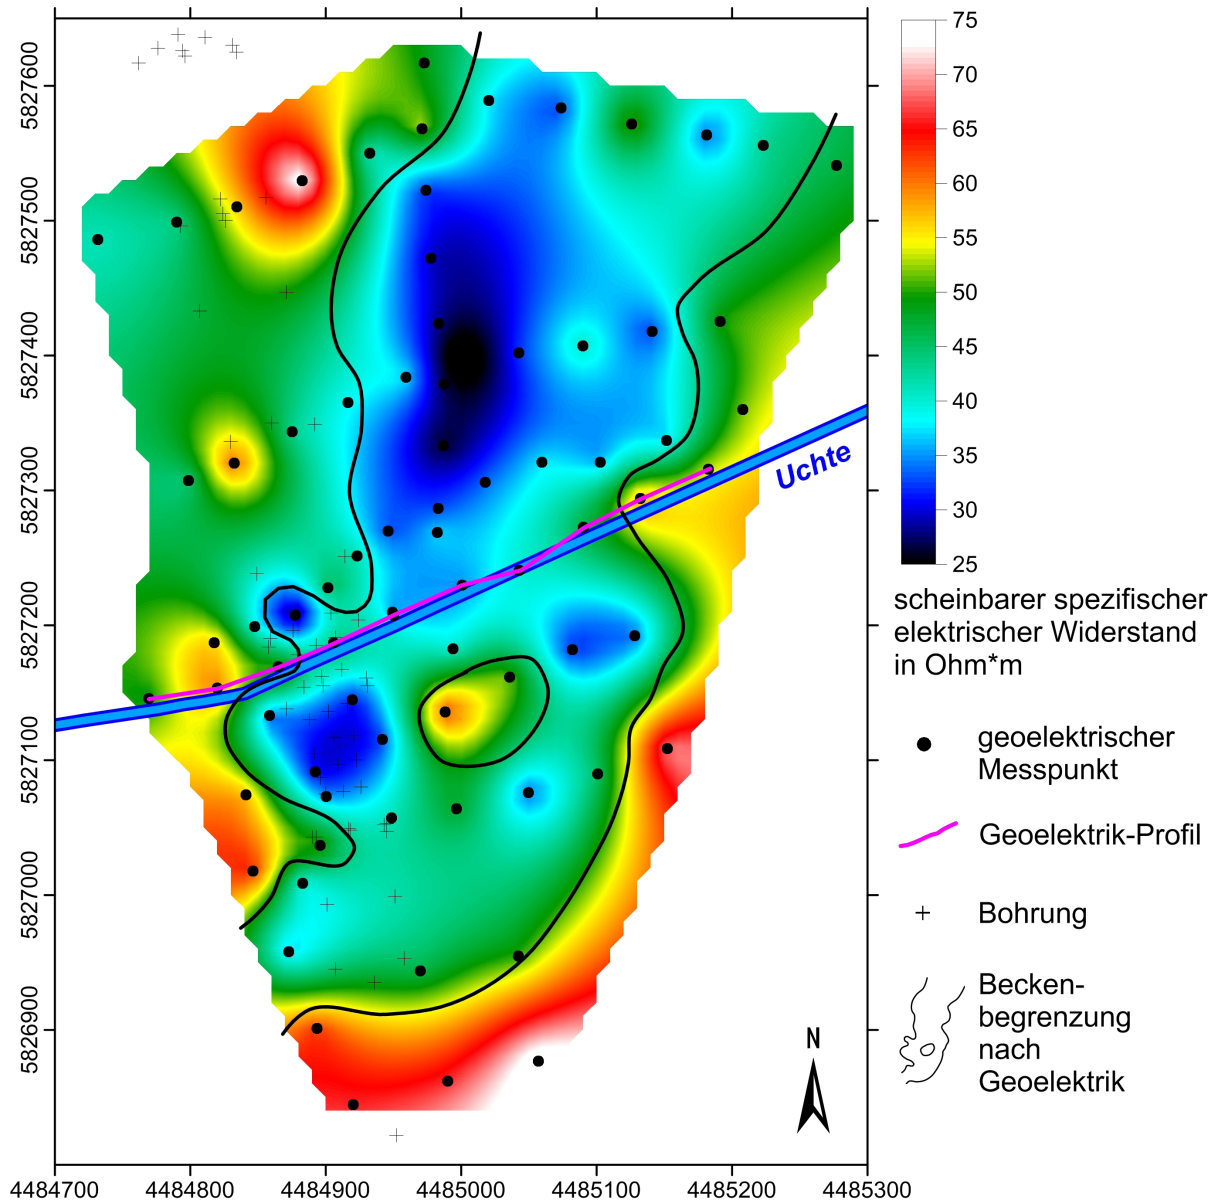 5827600
5827500
5827400
5827300
5827200
5827100
5827000
5826900
4484700
4484800
4484900
4485000
4485100
4485200
4485300
Uchte
N
75
70
65
60
55
50
45
40
35
30
25
scheinbarer spezifischer
elektrischer Widerstand
in Ohm*m
geoelektrischer
Messpunkt
Geoelektrik-Profil
Bohrung
Becken-
begrenzung
nach
Geoelektrik